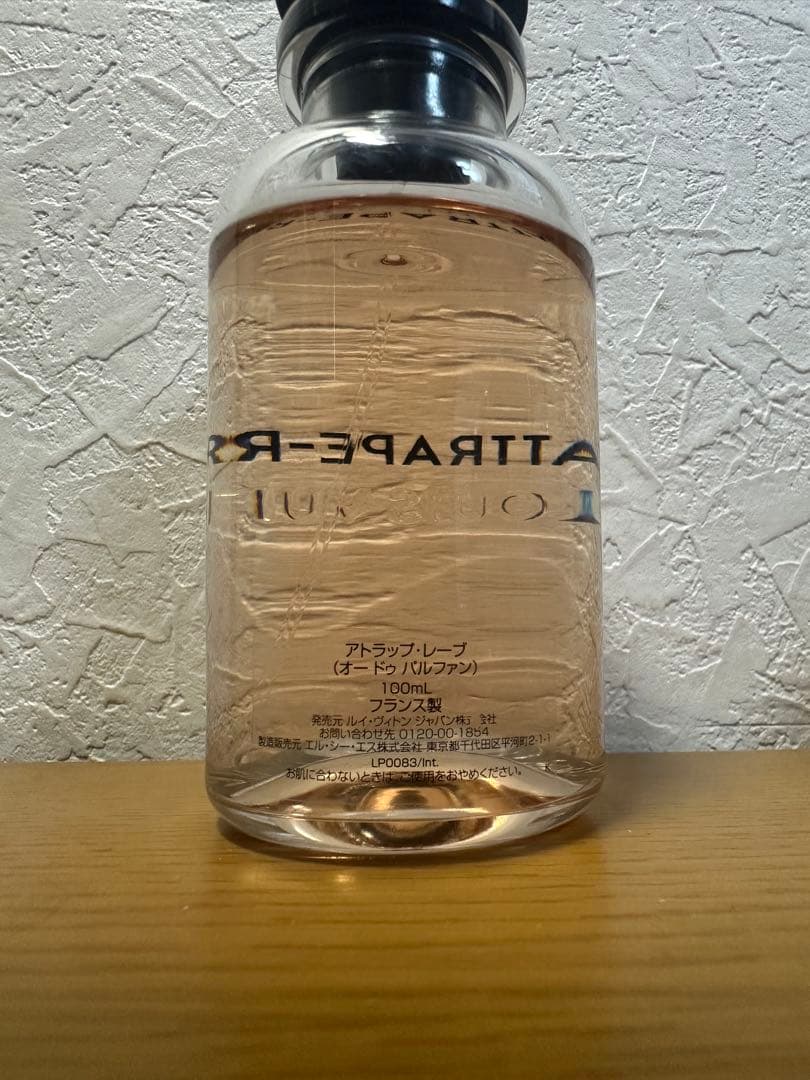 ATTRAPE-R
アトラップ・レーブ
(オー ドゥ パルファン)
100mL
フランス製
発売元 ルイ・ヴィトン ジャパン株式会社
お問い合わせ先 0120-00-1854
製造販売元 エル・シー・エス株式会社 東京都千代田区平河町2-1-1
LP0083/Int.
お肌に合わないときは、ご使用をおやめください。